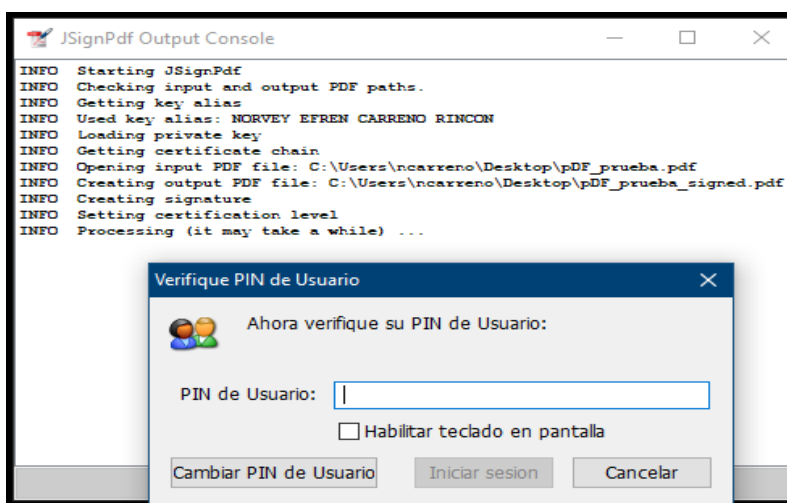 JSignPdf Output Console
INFO Starting JSignPdf
INFO Checking input and output PDF paths.
INFO Getting key alias
INFO Used key alias: NORVEY EFREN CARRENO RINCON
INFO Loading private key
INFO Getting certificate chain
INFO Opening input PDF file: C:\Users\ncarreno\Desktop\pDF_prueba.pdf
INFO Creating output PDF file: C:\Users\ncarreno\Desktop\pDF_prueba_signed.pdf
INFO Creating signature
INFO Setting certification level
INFO Processing (it may take a while) ...
Verifique PIN de Usuario
Ahora verifique su PIN de Usuario:
PIN de Usuario:
Habilitar teclado en pantalla
Cambiar PIN de Usuario Iniciar sesion Cancelar